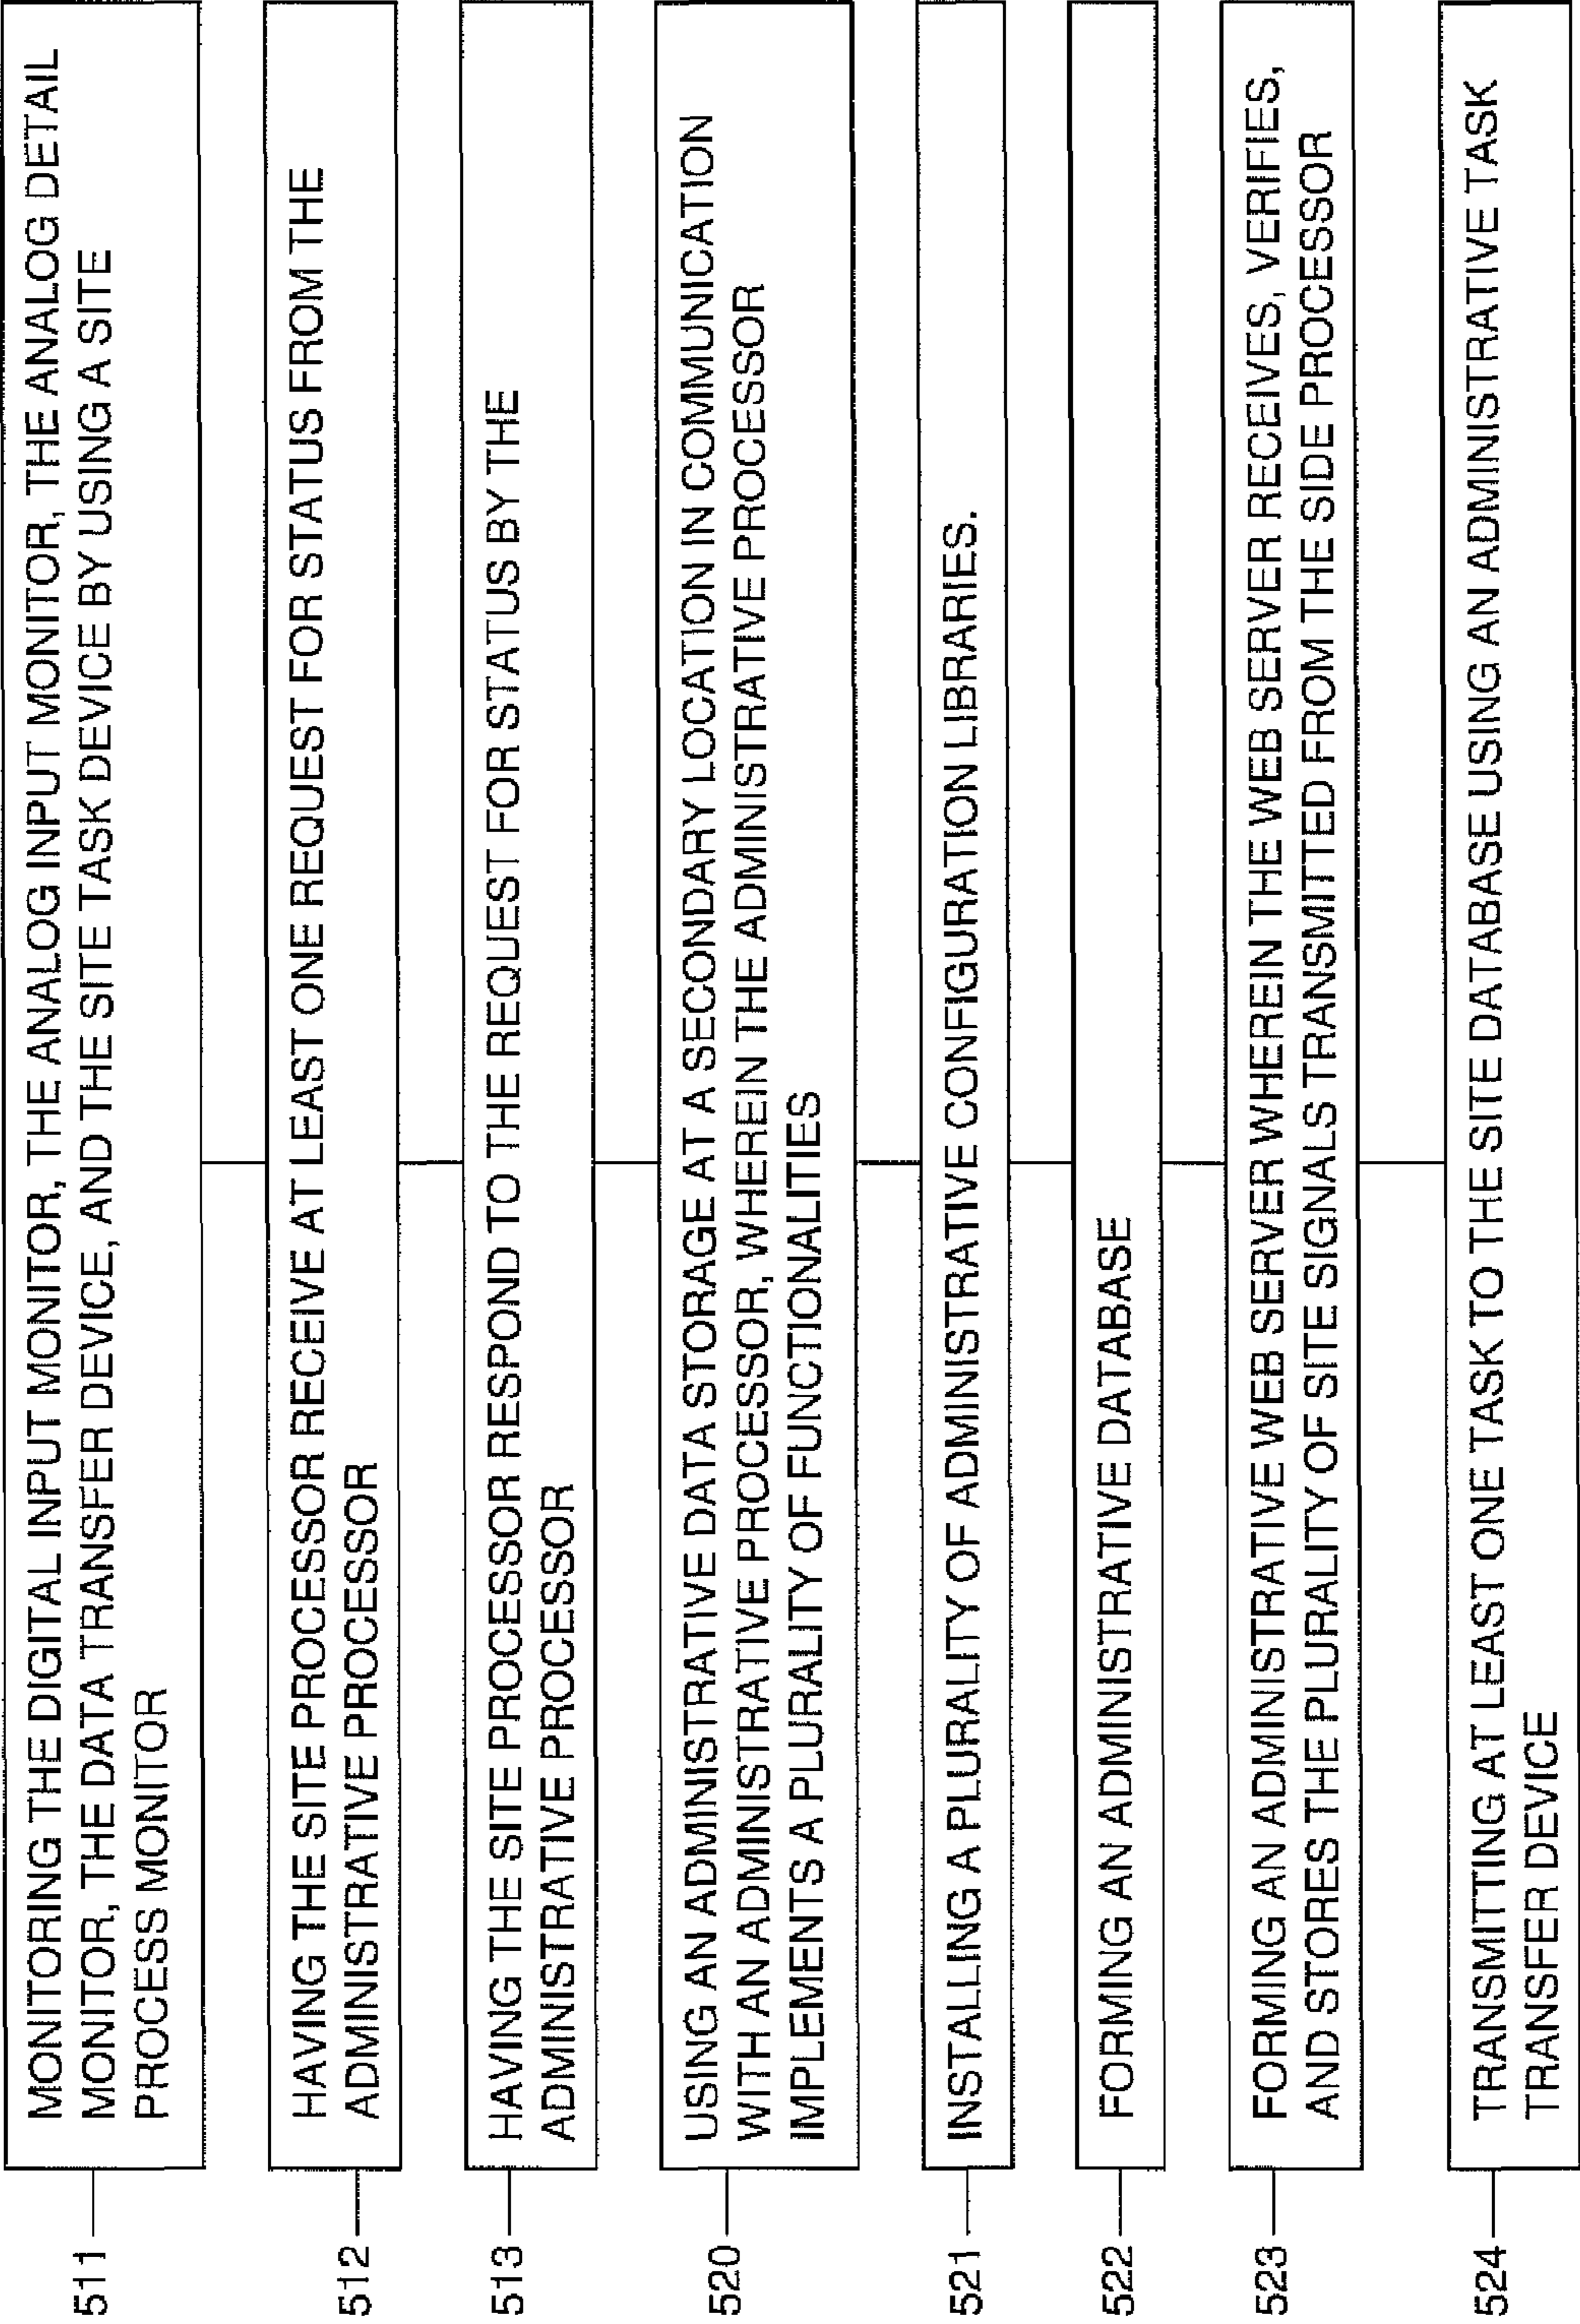 511
MONITORING THE DIGITAL INPUT MONITOR, THE ANALOG INPUT MONITOR, THE ANALOG DETAIL
MONITOR, THE DATA TRANSFER DEVICE, AND THE SITE TASK DEVICE BY USING A SITE
PROCESS MONITOR
512
HAVING THE SITE PROCESSOR RECEIVE AT LEAST ONE REQUEST FOR STATUS FROM THE
ADMINISTRATIVE PROCESSOR
513
HAVING THE SITE PROCESSOR RESPOND TO THE REQUEST FOR STATUS BY THE
ADMINISTRATIVE PROCESSOR
520
USING AN ADMINISTRATIVE DATA STORAGE AT A SECONDARY LOCATION IN COMMUNICATION
WITH AN ADMINISTRATIVE PROCESSOR, WHEREIN THE ADMINISTRATIVE PROCESSOR
IMPLEMENTS A PLURALITY OF FUNCTIONALITIES
521
INSTALLING A PLURALITY OF ADMINISTRATIVE CONFIGURATION LIBRARIES.
522
FORMING AN ADMINISTRATIVE DATABASE
523
FORMING AN ADMINISTRATIVE WEB SERVER WHEREIN THE WEB SERVER RECEIVES, VERIFIES,
AND STORES THE PLURALITY OF SITE SIGNALS TRANSMITTED FROM THE SIDE PROCESSOR
524
TRANSMITTING AT LEAST ONE TASK TO THE SITE DATABASE USING AN ADMINISTRATIVE TASK
TRANSFER DEVICE